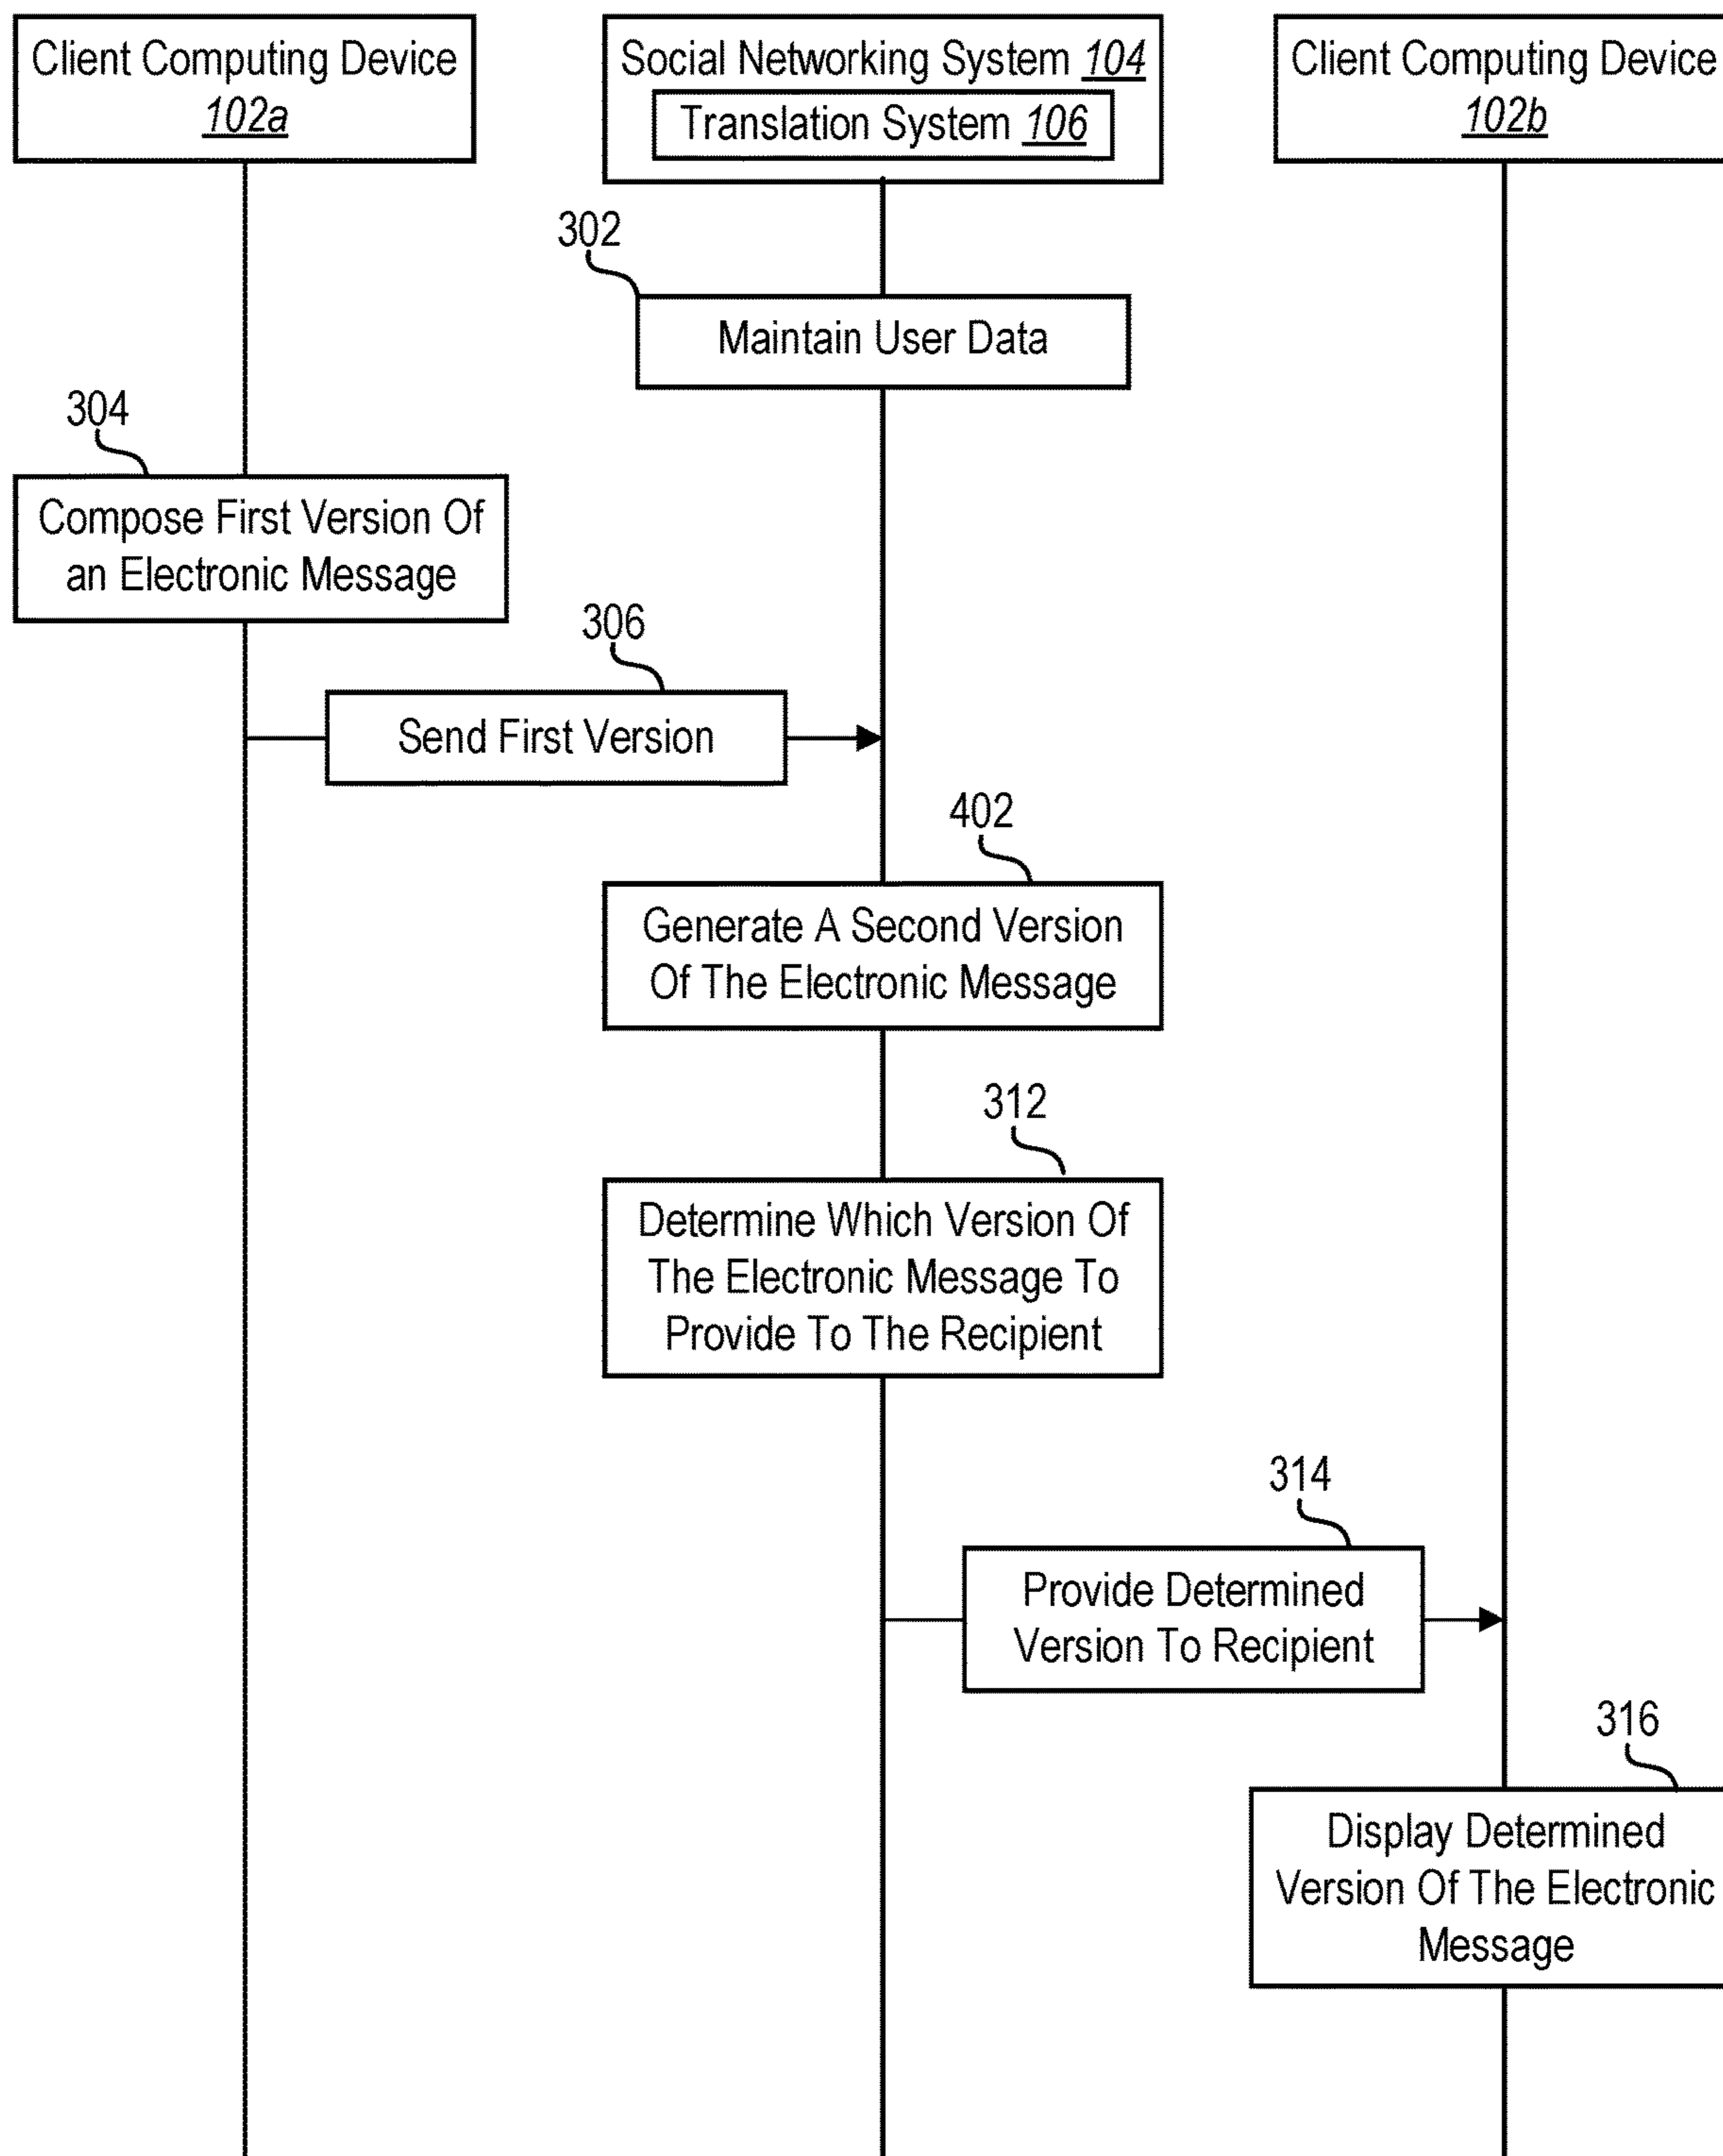 Client Computing Device
102a
Social Networking System 104
Translation System 106
Client Computing Device
102b
302
Maintain User Data
304
Compose First Version Of
an Electronic Message
306
Send First Version
402
Generate A Second Version
Of The Electronic Message
312
Determine Which Version Of
The Electronic Message To
Provide To The Recipient
314
Provide Determined
Version To Recipient
316
Display Determined
Version Of The Electronic
Message